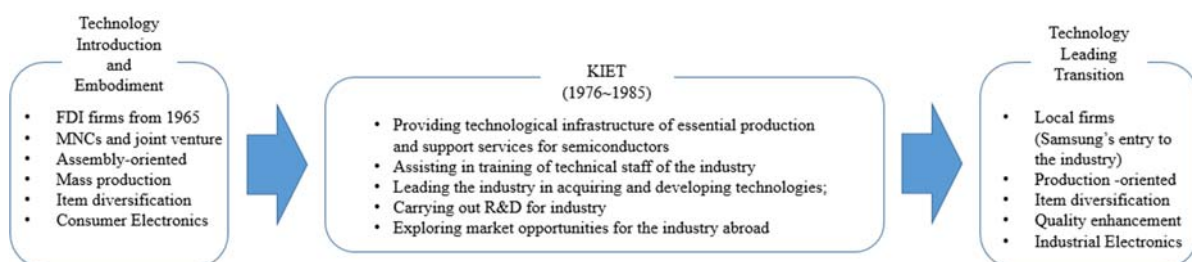 Technology
Introduction
and
Embodiment
• FDI firms from 1965
• MNCs and joint venture
• Assembly-oriented
• Mass production
• Item diversification
• Consumer Electronics
KIET
(1976~1985)
• Providing technological infrastructure of essential production
and support services for semiconductors
• Assisting in training of technical staff of the industry
• Leading the industry in acquiring and developing technologies;
• Carrying out R&D for industry
• Exploring market opportunities for the industry abroad
Technology
Leading
Transition
• Local firms
(Samsung's entry to
the industry)
• Production -oriented
• Item diversification
• Quality enhancement
• Industrial Electronics